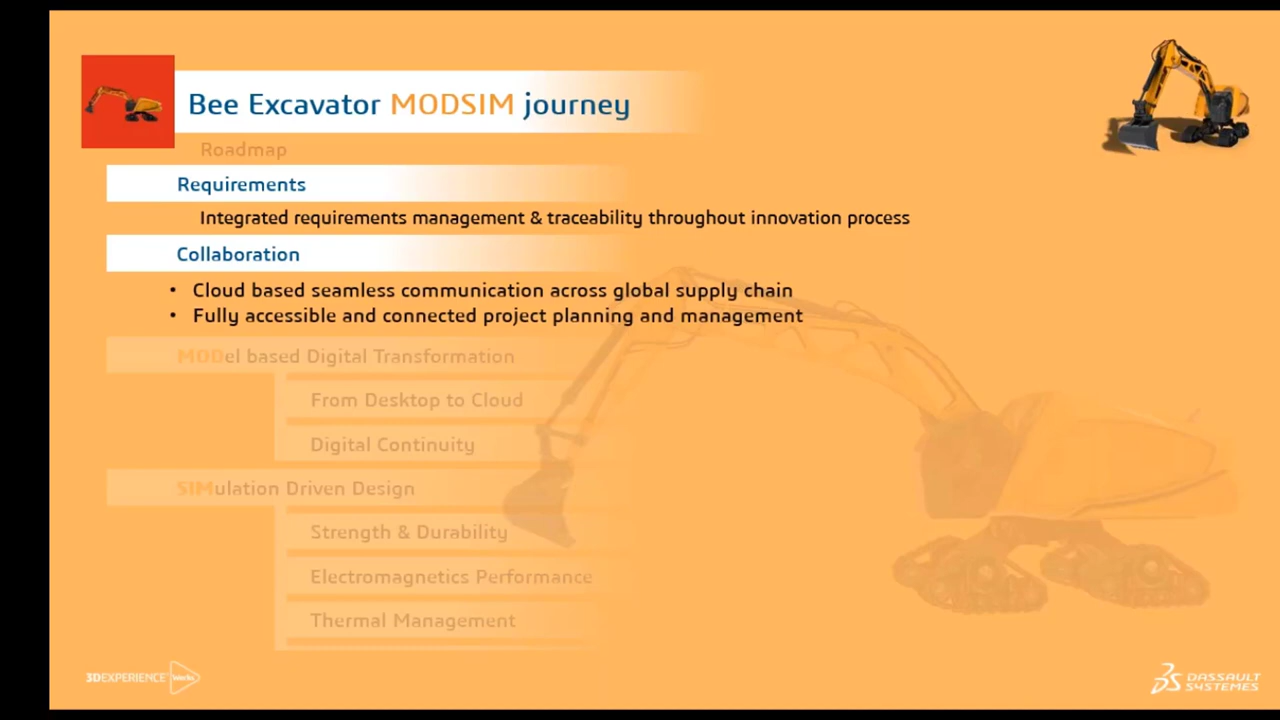 Bee Excavator MODSIM journey
Roadmap
Requirements
Integrated requirements management & traceability throughout innovation process
Collaboration
• Cloud based seamless communication across global supply chain
• Fully accessible and connected project planning and management
MODel based Digital Transformation
From Desktop to Cloud
Digital Continuity
SIMulation Driven Design
Strength & Durability
Electromagnetics Performance
Thermal Management
3DEXPERIENCE Works
DASSAULT
SYSTEMES